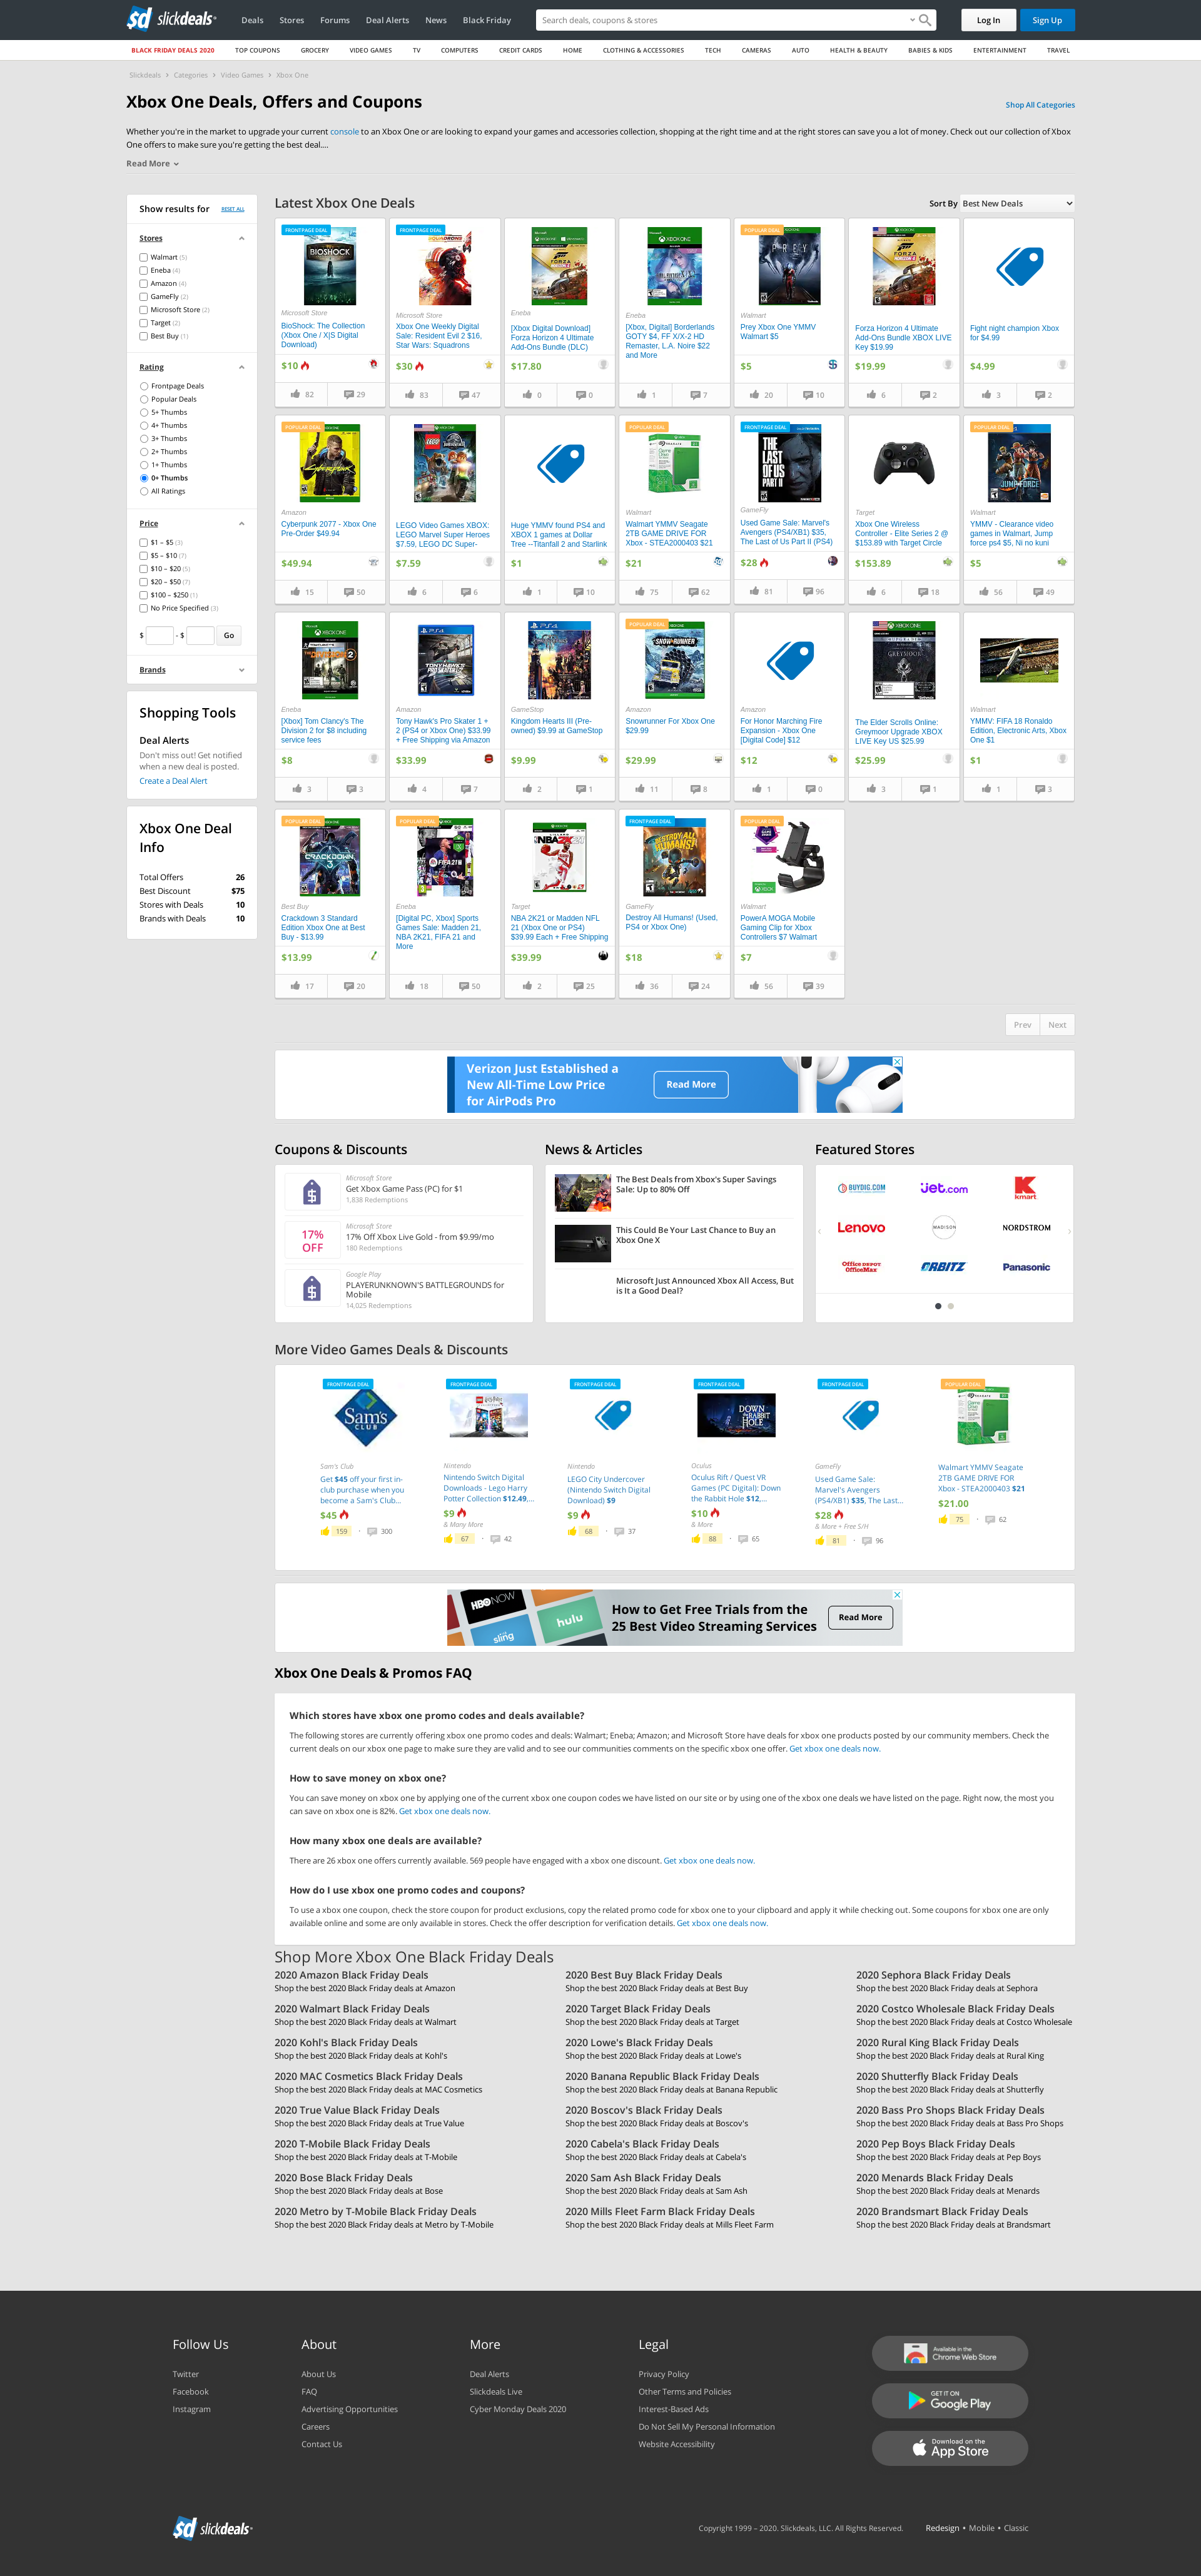 slickdeals
Deals Stores Forums Deal Alerts News Black Friday
Search deals, coupons & stores
Log In
Sign Up
BLACK FRIDAY DEALS 2020 TOP COUPONS GROCERY VIDEO GAMES TV COMPUTERS CREDIT CARDS HOME CLOTHING & ACCESSORIES TECH CAMERAS AUTO HEALTH & BEAUTY BABIES & KIDS ENTERTAINMENT TRAVEL
Slickdeals › Categories › Video Games › Xbox One
Xbox One Deals, Offers and Coupons
Shop All Categories
Whether you're in the market to upgrade your current console to an Xbox One or are looking to expand your games and accessories collection, shopping at the right time and at the right stores can save you a lot of money. Check out our collection of Xbox
One offers to make sure you're getting the best deal....
Read More
Show results for RESET ALL
Stores
Walmart (5)
Eneba (4)
Amazon (4)
GameFly (2)
Microsoft Store (2)
Target (2)
Best Buy (1)
Rating
Frontpage Deals
Popular Deals
5+ Thumbs
4+ Thumbs
3+ Thumbs
2+ Thumbs
1+ Thumbs
0+ Thumbs
All Ratings
Price
$1 – $5 (3)
$5 – $10 (7)
$10 – $20 (5)
$20 – $50 (7)
$100 – $250 (1)
No Price Specified (3)
$ - $ Go
Brands
Shopping Tools
Deal Alerts
Don't miss out! Get notified
when a new deal is posted.
Create a Deal Alert
Xbox One Deal
Info
Total Offers 26
Best Discount $75
Stores with Deals 10
Brands with Deals 10
Latest Xbox One Deals
Sort By Best New Deals
FRONTPAGE DEAL
BIOSHOCK
Microsoft Store
BioShock: The Collection
(Xbox One / X|S Digital
Download)
$10
82 29
FRONTPAGE DEAL
SQUADRONS
Microsoft Store
Xbox One Weekly Digital
Sale: Resident Evil 2 $16,
Star Wars: Squadrons
$30
83 47
Eneba
[Xbox Digital Download]
Forza Horizon 4 Ultimate
Add-Ons Bundle (DLC)
$17.80
0 0
Eneba
[Xbox, Digital] Borderlands
GOTY $4, FF X/X-2 HD
Remaster, L.A. Noire $22
and More
1 7
POPULAR DEAL
PREY
Walmart
Prey Xbox One YMMV
Walmart $5
$5
20 10
Forza Horizon 4 Ultimate
Add-Ons Bundle XBOX LIVE
Key $19.99
$19.99
6 2
Fight night champion Xbox
for $4.99
$4.99
3 2
POPULAR DEAL
Cyberpunk
Amazon
Cyberpunk 2077 - Xbox One
Pre-Order $49.94
$49.94
15 50
LEGO
LEGO Video Games XBOX:
LEGO Marvel Super Heroes
$7.59, LEGO DC Super-
$7.59
6 6
Huge YMMV found PS4 and
XBOX 1 games at Dollar
Tree --Titanfall 2 and Starlink
$1
1 10
POPULAR DEAL
Walmart
Walmart YMMV Seagate
2TB GAME DRIVE FOR
Xbox - STEA2000403 $21
$21
75 62
FRONTPAGE DEAL
THE
LAST
OF US
PART II
GameFly
Used Game Sale: Marvel's
Avengers (PS4/XB1) $35,
The Last of Us Part II (PS4)
$28
81 96
Target
Xbox One Wireless
Controller - Elite Series 2 @
$153.89 with Target Circle
$153.89
6 18
POPULAR DEAL
JUMP FORCE
Walmart
YMMV - Clearance video
games in Walmart, Jump
force ps4 $5, Ni no kuni
$5
56 49
XBOX ONE
Eneba
[Xbox] Tom Clancy's The
Division 2 for $8 including
service fees
$8
3 3
PS4
TONY HAWK'S
Amazon
Tony Hawk's Pro Skater 1 +
2 (PS4 or Xbox One) $33.99
+ Free Shipping via Amazon
$33.99
4 7
PS4
GameStop
Kingdom Hearts III (Pre-
owned) $9.99 at GameStop
$9.99
2 1
POPULAR DEAL
SNOWRUNNER
Amazon
Snowrunner For Xbox One
$29.99
$29.99
11 8
Amazon
For Honor Marching Fire
Expansion - Xbox One
[Digital Code] $12
$12
1 0
GREYMOOR
The Elder Scrolls Online:
Greymoor Upgrade XBOX
LIVE Key US $25.99
$25.99
3 1
Walmart
YMMV: FIFA 18 Ronaldo
Edition, Electronic Arts, Xbox
One $1
$1
1 3
POPULAR DEAL
CRACKDOWN 3
Best Buy
Crackdown 3 Standard
Edition Xbox One at Best
Buy - $13.99
$13.99
17 20
POPULAR DEAL
FIFA 21
Eneba
[Digital PC, Xbox] Sports
Games Sale: Madden 21,
NBA 2K21, FIFA 21 and
More
18 50
NBA2K21
Target
NBA 2K21 or Madden NFL
21 (Xbox One or PS4)
$39.99 Each + Free Shipping
$39.99
2 25
FRONTPAGE DEAL
DESTROY ALL HUMANS!
GameFly
Destroy All Humans! (Used,
PS4 or Xbox One)
$18
36 24
POPULAR DEAL
XBOX
Walmart
PowerA MOGA Mobile
Gaming Clip for Xbox
Controllers $7 Walmart
$7
56 39
Prev Next
Verizon Just Established a
New All-Time Low Price
for AirPods Pro
Read More
Coupons & Discounts
Microsoft Store
Get Xbox Game Pass (PC) for $1
1,838 Redemptions
17%
OFF
Microsoft Store
17% Off Xbox Live Gold - from $9.99/mo
180 Redemptions
Google Play
PLAYERUNKNOWN'S BATTLEGROUNDS for
Mobile
14,025 Redemptions
News & Articles
The Best Deals from Xbox's Super Savings
Sale: Up to 80% Off
This Could Be Your Last Chance to Buy an
Xbox One X
Microsoft Just Announced Xbox All Access, But
is It a Good Deal?
Featured Stores
BUYDIG.COM jet.com kmart
Lenovo MADISON NORDSTROM
Office DEPOT OfficeMax ORBITZ Panasonic
More Video Games Deals & Discounts
FRONTPAGE DEAL
Sam's CLUB
Sam's Club
Get $45 off your first in-
club purchase when you
become a Sam's Club...
$45
159 · 300
FRONTPAGE DEAL
Nintendo
Nintendo Switch Digital
Downloads - Lego Harry
Potter Collection $12.49,...
$9
& Many More
67 · 42
FRONTPAGE DEAL
Nintendo
LEGO City Undercover
(Nintendo Switch Digital
Download) $9
$9
68 · 37
FRONTPAGE DEAL
DOWN THE RABBIT HOLE
Oculus
Oculus Rift / Quest VR
Games (PC Digital): Down
the Rabbit Hole $12,...
$10
& More
88 · 65
FRONTPAGE DEAL
GameFly
Used Game Sale:
Marvel's Avengers
(PS4/XB1) $35, The Last...
$28
& More + Free S/H
81 · 96
POPULAR DEAL
Walmart YMMV Seagate
2TB GAME DRIVE FOR
Xbox - STEA2000403 $21
$21.00
75 · 62
HBO NOW
sling
hulu
How to Get Free Trials from the
25 Best Video Streaming Services
Read More
Xbox One Deals & Promos FAQ
Which stores have xbox one promo codes and deals available?
The following stores are currently offering xbox one promo codes and deals: Walmart; Eneba; Amazon; and Microsoft Store have deals for xbox one products posted by our community members. Check the
current deals on our xbox one page to make sure they are valid and to see our communities comments on the specific xbox one offer. Get xbox one deals now.
How to save money on xbox one?
You can save money on xbox one by applying one of the current xbox one coupon codes we have listed on our site or by using one of the xbox one deals we have listed on the page. Right now, the most you
can save on xbox one is 82%. Get xbox one deals now.
How many xbox one deals are available?
There are 26 xbox one offers currently available. 569 people have engaged with a xbox one discount. Get xbox one deals now.
How do I use xbox one promo codes and coupons?
To use a xbox one coupon, check the store coupon for product exclusions, copy the related promo code for xbox one to your clipboard and apply it while checking out. Some coupons for xbox one are only
available online and some are only available in stores. Check the offer description for verification details. Get xbox one deals now.
Shop More Xbox One Black Friday Deals
2020 Amazon Black Friday Deals
Shop the best 2020 Black Friday deals at Amazon
2020 Best Buy Black Friday Deals
Shop the best 2020 Black Friday deals at Best Buy
2020 Sephora Black Friday Deals
Shop the best 2020 Black Friday deals at Sephora
2020 Walmart Black Friday Deals
Shop the best 2020 Black Friday deals at Walmart
2020 Target Black Friday Deals
Shop the best 2020 Black Friday deals at Target
2020 Costco Wholesale Black Friday Deals
Shop the best 2020 Black Friday deals at Costco Wholesale
2020 Kohl's Black Friday Deals
Shop the best 2020 Black Friday deals at Kohl's
2020 Lowe's Black Friday Deals
Shop the best 2020 Black Friday deals at Lowe's
2020 Rural King Black Friday Deals
Shop the best 2020 Black Friday deals at Rural King
2020 MAC Cosmetics Black Friday Deals
Shop the best 2020 Black Friday deals at MAC Cosmetics
2020 Banana Republic Black Friday Deals
Shop the best 2020 Black Friday deals at Banana Republic
2020 Shutterfly Black Friday Deals
Shop the best 2020 Black Friday deals at Shutterfly
2020 True Value Black Friday Deals
Shop the best 2020 Black Friday deals at True Value
2020 Boscov's Black Friday Deals
Shop the best 2020 Black Friday deals at Boscov's
2020 Bass Pro Shops Black Friday Deals
Shop the best 2020 Black Friday deals at Bass Pro Shops
2020 T-Mobile Black Friday Deals
Shop the best 2020 Black Friday deals at T-Mobile
2020 Cabela's Black Friday Deals
Shop the best 2020 Black Friday deals at Cabela's
2020 Pep Boys Black Friday Deals
Shop the best 2020 Black Friday deals at Pep Boys
2020 Bose Black Friday Deals
Shop the best 2020 Black Friday deals at Bose
2020 Sam Ash Black Friday Deals
Shop the best 2020 Black Friday deals at Sam Ash
2020 Menards Black Friday Deals
Shop the best 2020 Black Friday deals at Menards
2020 Metro by T-Mobile Black Friday Deals
Shop the best 2020 Black Friday deals at Metro by T-Mobile
2020 Mills Fleet Farm Black Friday Deals
Shop the best 2020 Black Friday deals at Mills Fleet Farm
2020 Brandsmart Black Friday Deals
Shop the best 2020 Black Friday deals at Brandsmart
Follow Us
Twitter
Facebook
Instagram
About
About Us
FAQ
Advertising Opportunities
Careers
Contact Us
More
Deal Alerts
Slickdeals Live
Cyber Monday Deals 2020
Legal
Privacy Policy
Other Terms and Policies
Interest-Based Ads
Do Not Sell My Personal Information
Website Accessibility
Available in the
Chrome Web Store
GET IT ON
Google Play
Download on the
App Store
slickdeals
Copyright 1999 – 2020. Slickdeals, LLC. All Rights Reserved.
Redesign • Mobile • Classic